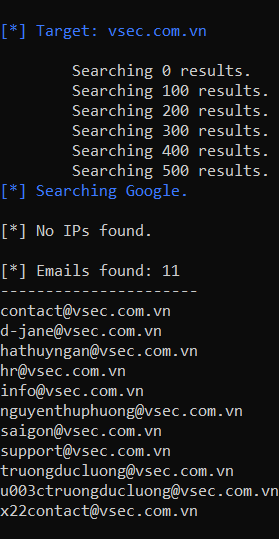 [*] Target: vsec.com.vn
Searching 0 results.
Searching 100 results.
Searching 200 results.
Searching 300 results.
Searching 400 results.
Searching 500 results.
[*] Searching Google.
[*] No IPs found.
[*] Emails found: 11
----------------------
contact@vsec.com.vn
d-jane@vsec.com.vn
hathuyngan@vsec.com.vn
hr@vsec.com.vn
info@vsec.com.vn
nguyenthuphuong@vsec.com.vn
saigon@vsec.com.vn
support@vsec.com.vn
truongducluong@vsec.com.vn
u003ctruongducluong@vsec.com.vn
x22contact@vsec.com.vn